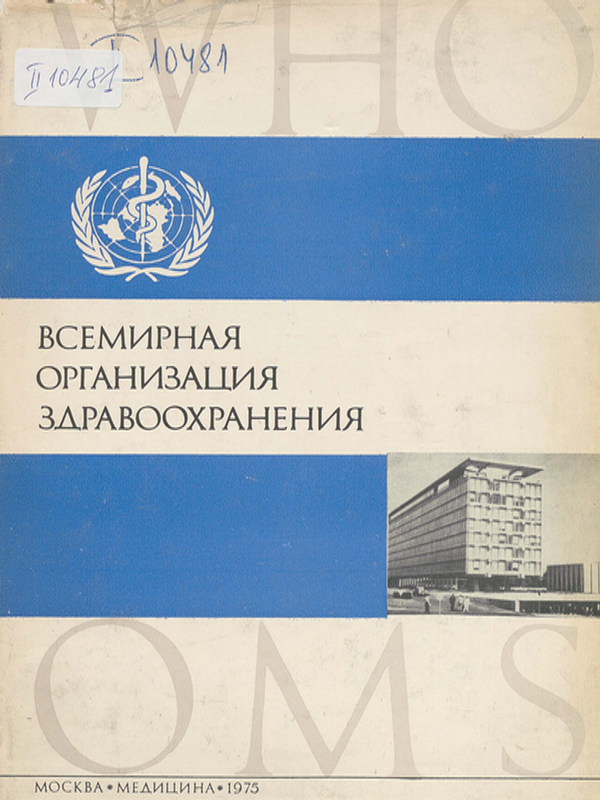 WHO
10481
II 10481
ВСЕМИРНАЯ
ОРГАНИЗАЦИЯ
ЗДРАВООХРАНЕНИЯ
OMS
МОСКВА • МЕДИЦИНА • 1975